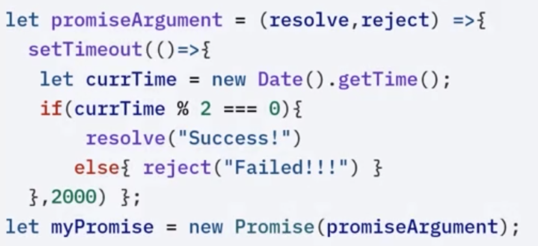 let promiseArgument = (resolve,reject) =>{
setTimeout(()=>{
let currTime = new Date().getTime();
if(currTime % 2 === 0){
resolve("Success!")
else{ reject("Failed!!!") }
},2000) };
let myPromise = new Promise(promiseArgument);